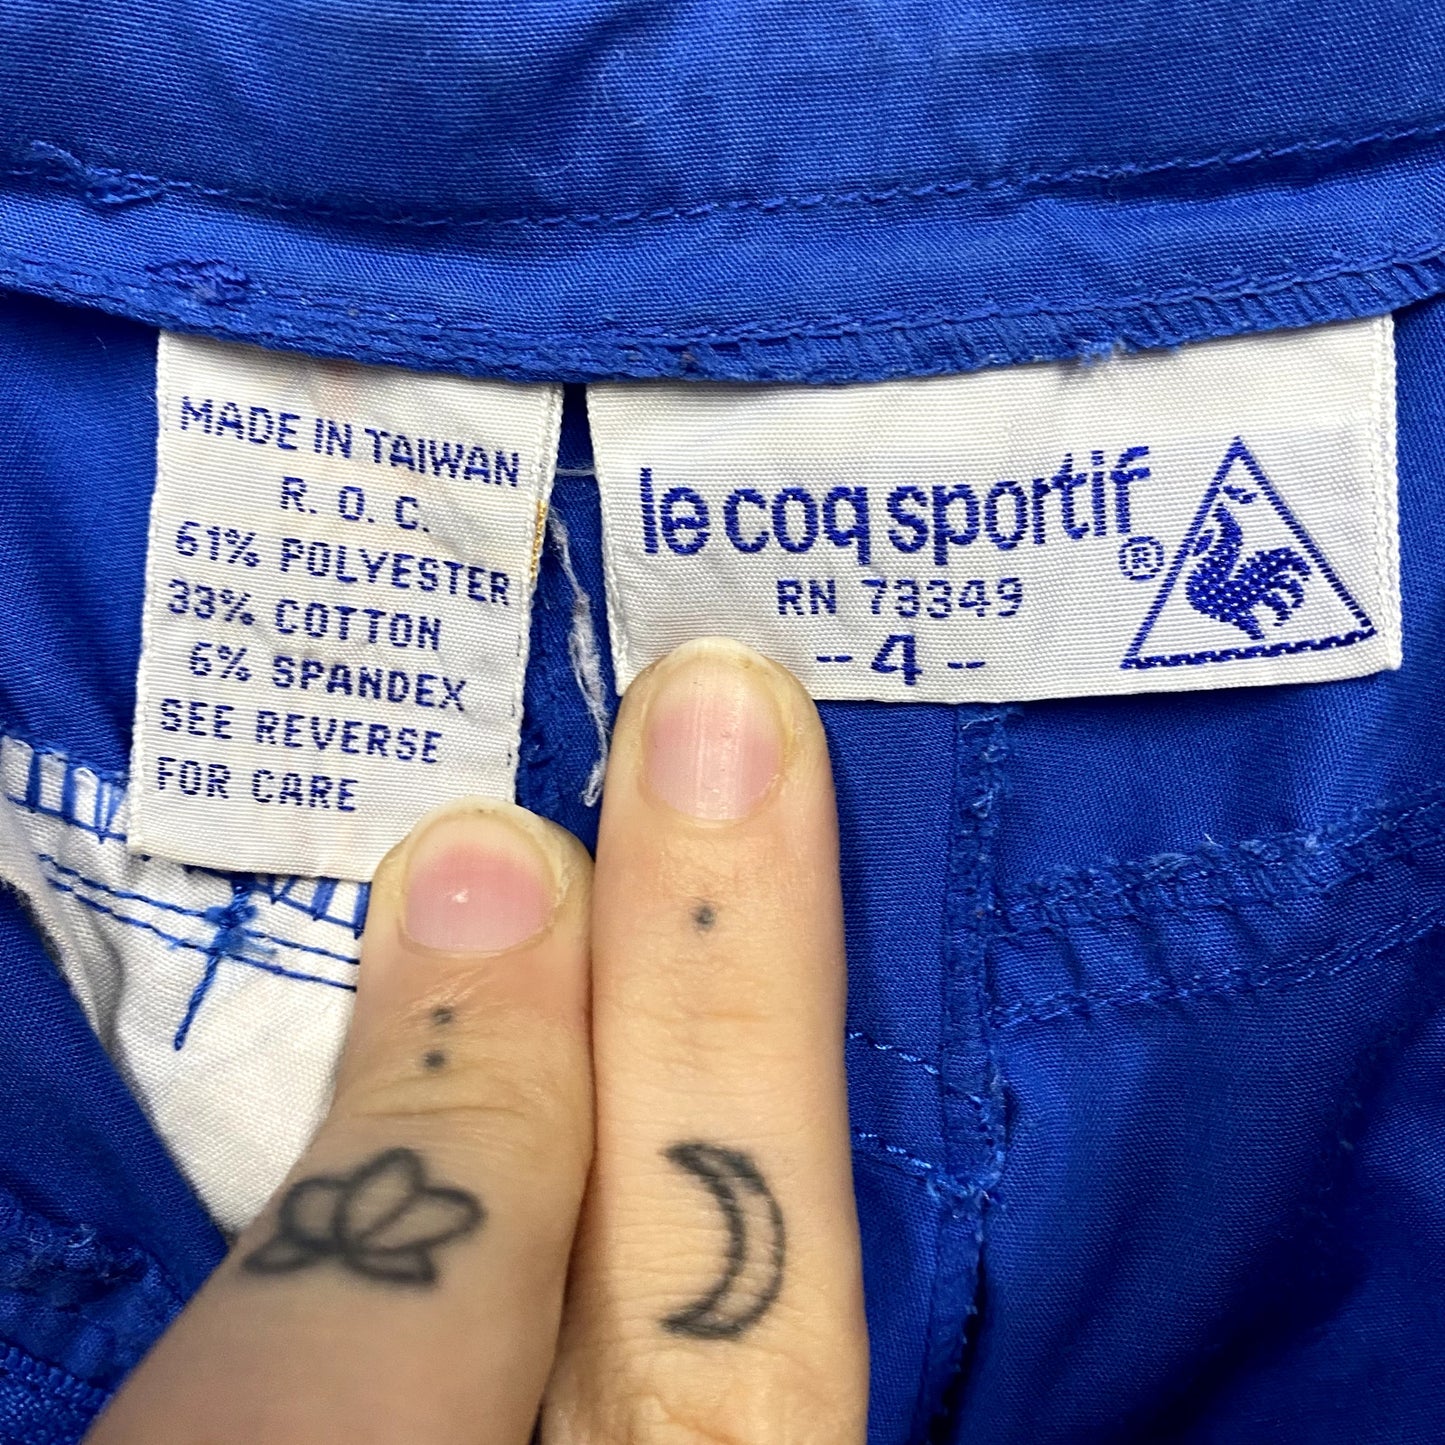 MADE IN TAIWAN
R. O. C.
61% POLYESTER
33% COTTON
6% SPANDEX
SEE REVERSE
FOR CARE
le coq sportif
®
RN 73349
-- 4 --